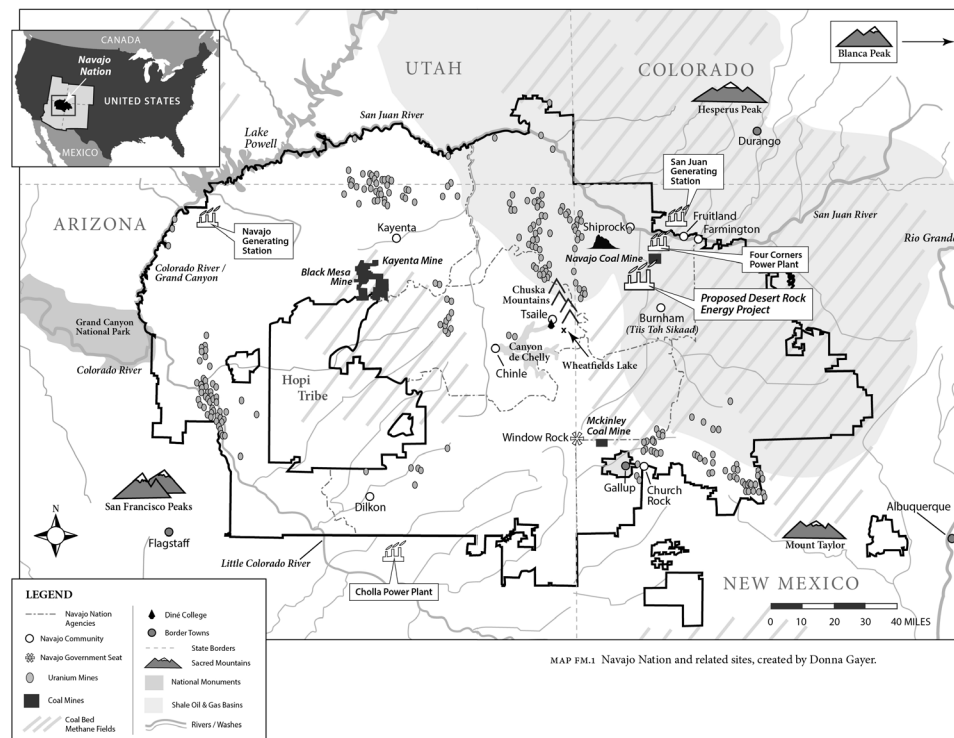 CANADA
Navajo
Nation
UNITED STATES
MEXICO
UTAH
COLORADO
Blanca Peak
Hesperus Peak
Durango
Lake
Powell
San Juan River
San Juan
Generating
Station
ARIZONA
Navajo
Generating
Station
Kayenta
Shiprock
Fruitland
Farmington
San Juan River
Rio Grande
Colorado River /
Grand Canyon
Black Mesa
Mine
Kayenta Mine
Navajo Coal Mine
Four Corners
Power Plant
Chuska
Mountains
Proposed Desert Rock
Energy Project
Tsaile
Burnham
(Tiis Toh Sikaad)
Grand Canyon
National Park
x
Canyon
de Chelly
Wheatfields Lake
Colorado River
Chinle
Hopi
Tribe
Mckinley
Coal Mine
Window Rock
Gallup
Church
Rock
San Francisco Peaks
Dilkon
N
Flagstaff
Albuquerque
Mount Taylor
Little Colorado River
Cholla Power Plant
NEW MEXICO
0 10 20 30 40 MILES
LEGEND
Navajo Nation
Agencies
Navajo Community
Navajo Government Seat
Uranium Mines
Coal Mines
Coal Bed
Methane Fields
Diné College
Border Towns
State Borders
Sacred Mountains
National Monuments
Shale Oil & Gas Basins
Rivers / Washes
MAP FM.1 Navajo Nation and related sites, created by Donna Gayer.